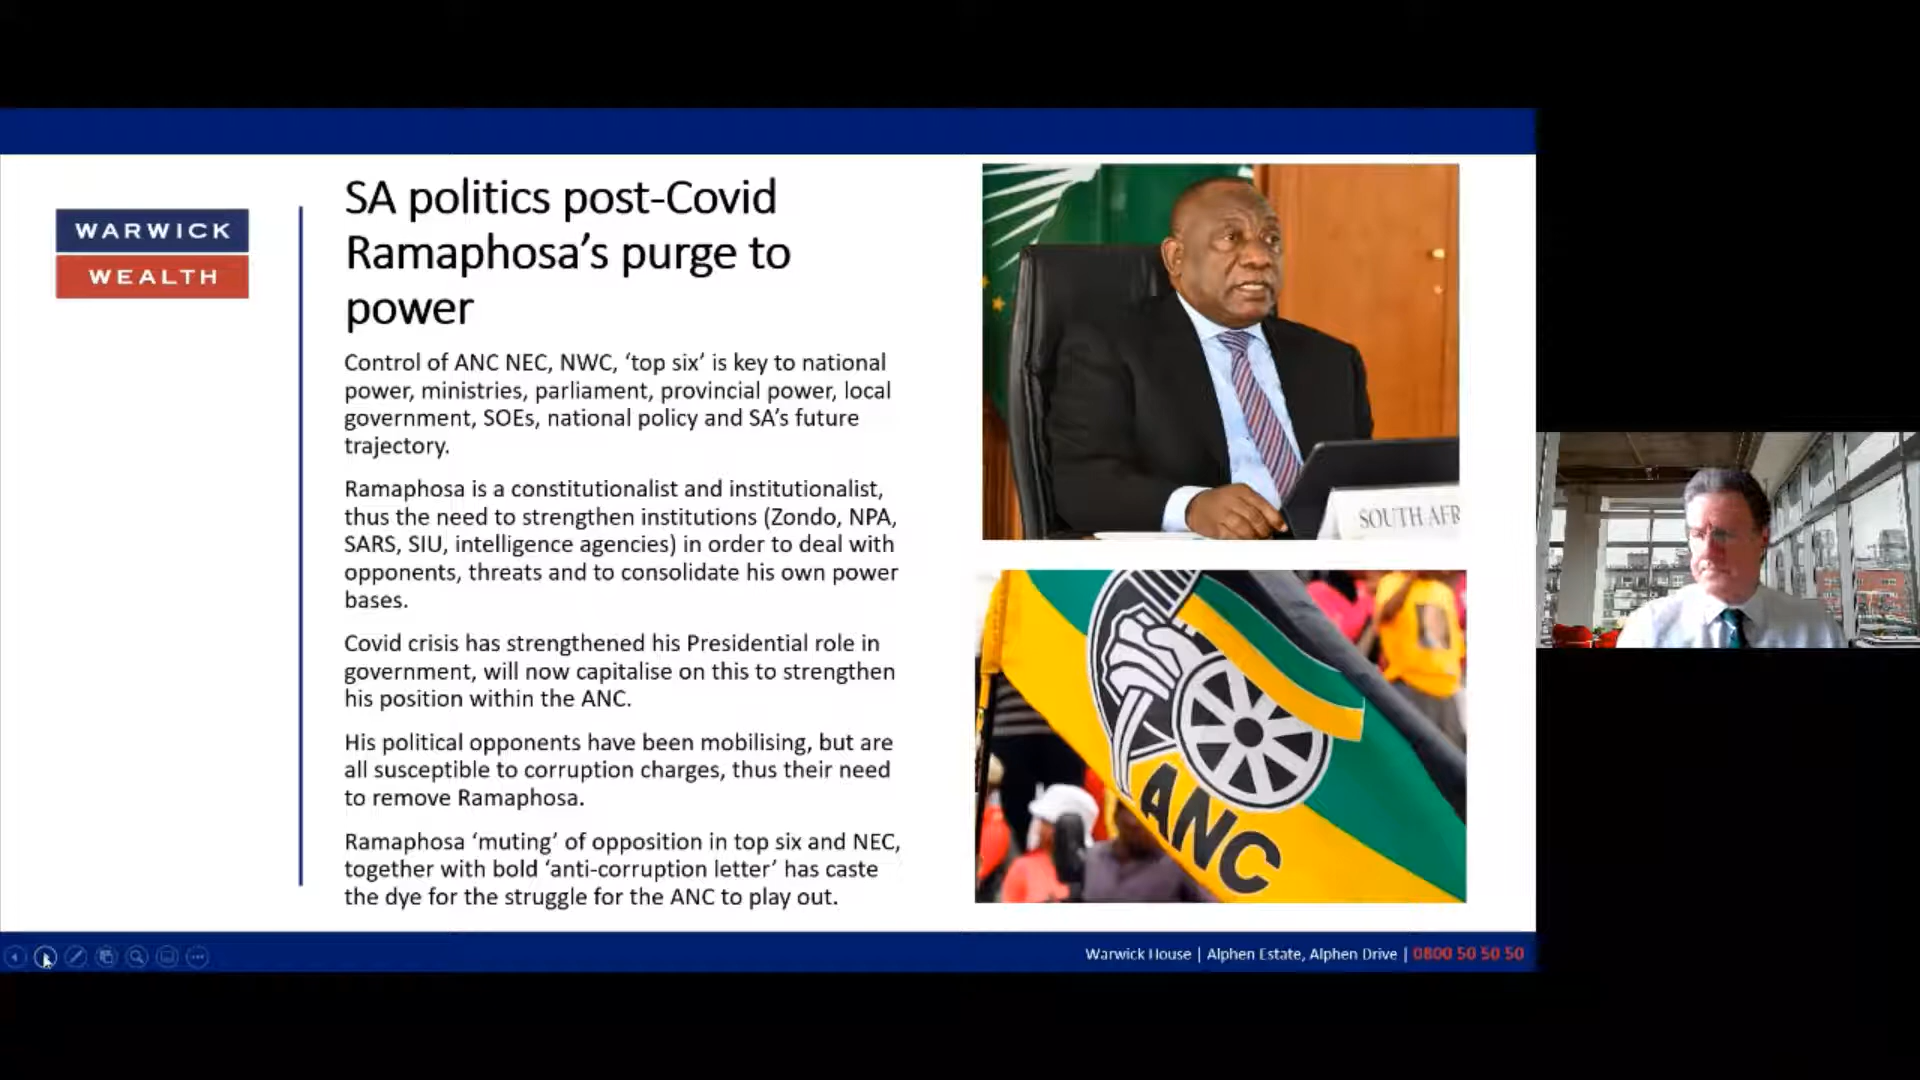 WARWICK
WEALTH
SA politics post-Covid
Ramaphosa’s purge to
power
Control of ANC NEC, NWC, ‘top six’ is key to national
power, ministries, parliament, provincial power, local
government, SOEs, national policy and SA’s future
trajectory.
Ramaphosa is a constitutionalist and institutionalist,
thus the need to strengthen institutions (Zondo, NPA,
SARS, SIU, intelligence agencies) in order to deal with
opponents, threats and to consolidate his own power
bases.
Covid crisis has strengthened his Presidential role in
government, will now capitalise on this to strengthen
his position within the ANC.
His political opponents have been mobilising, but are
all susceptible to corruption charges, thus their need
to remove Ramaphosa.
Ramaphosa ‘muting’ of opposition in top six and NEC,
together with bold ‘anti-corruption letter’ has caste
the dye for the struggle for the ANC to play out.
SOUTH AFR
ANC
Warwick House | Alphen Estate, Alphen Drive | 0800 50 50 50